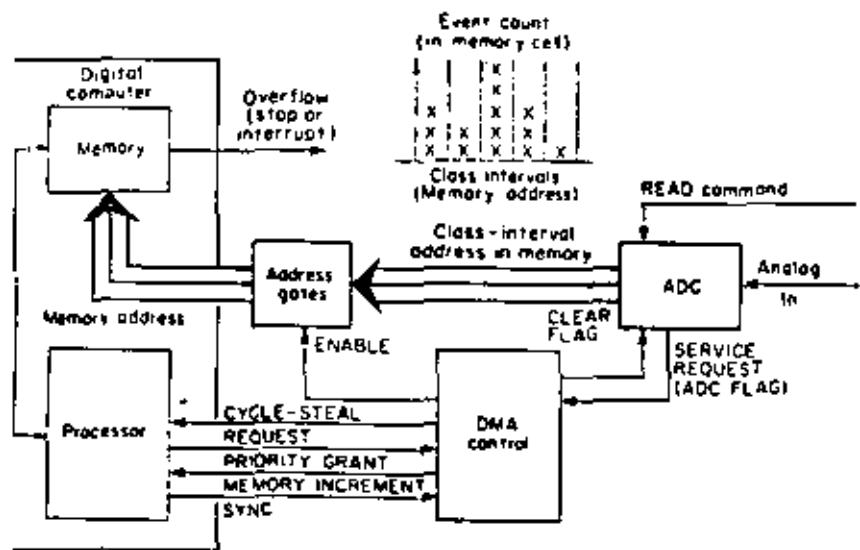 Event count
(in memory cell)
Digital
computer
Overflow
(stop or
interrupt)
Memory
Class intervals
(Memory address)
READ command
Class-interval
address in memory
Address
gates
ADC
Analog
In
Memory address
CLEAR
FLAG
ENABLE
SERVICE
REQUEST
(ADC FLAG)
Processor
CYCLE-STEAL
REQUEST
PRIORITY GRANT
MEMORY INCREMENT
SYNC
DMA
control